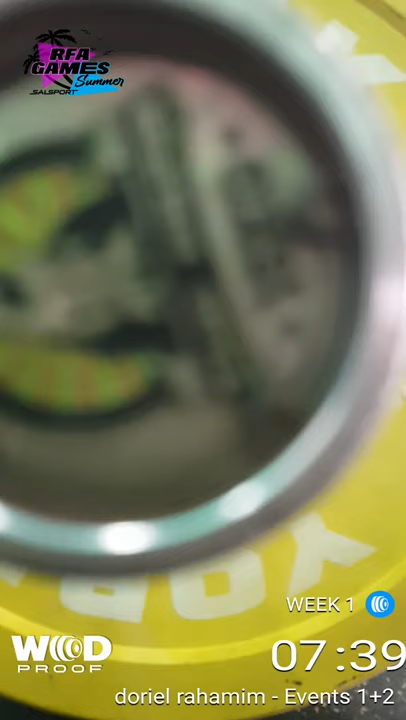 RFA
GAMES
Summer
SALSPORT
WEEK 1
WOD
PROOF
07:39
doriel rahamim - Events 1+2